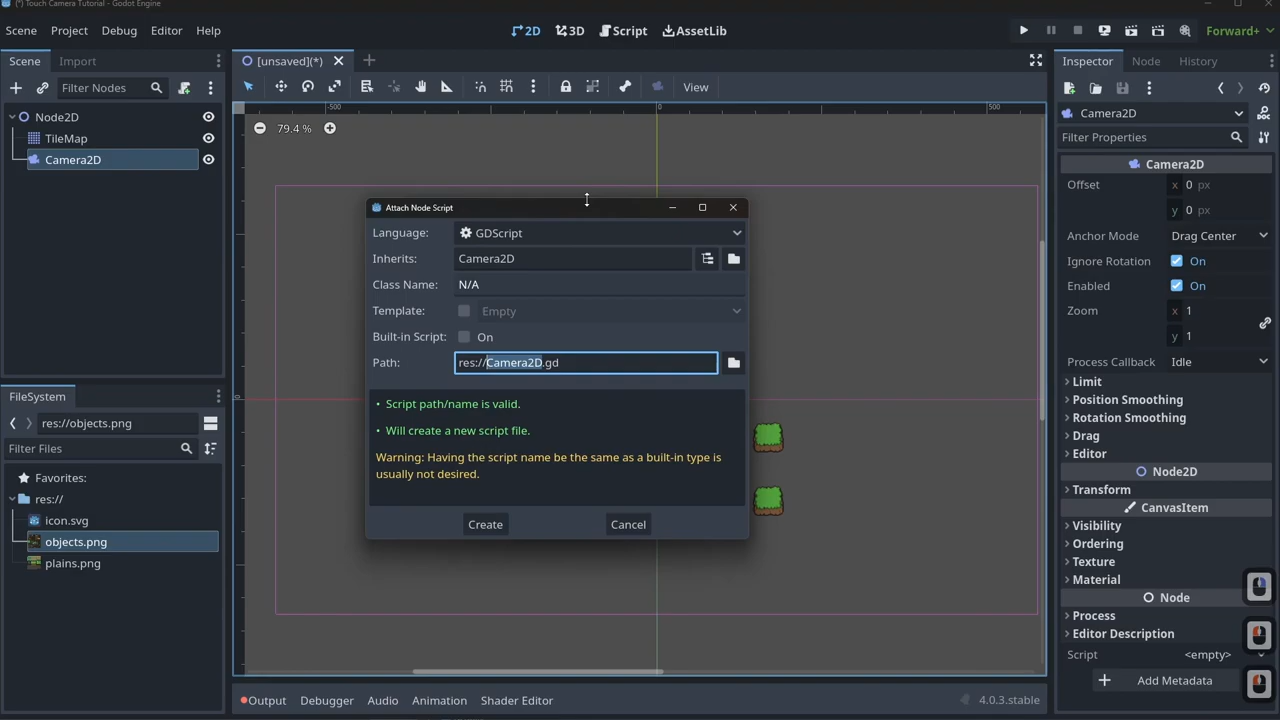 (*) Touch Camera Tutorial - Godot Engine
Scene Project Debug Editor Help
2D 3D Script AssetLib
Forward+
Scene Import
Filter Nodes
Node2D
TileMap
Camera2D
[unsaved](*)
View
-500 0 500
79.4 %
0
Attach Node Script
Language: GDScript
Inherits: Camera2D
Class Name: N/A
Template: Empty
Built-in Script: On
Path: res://Camera2D.gd
• Script path/name is valid.
• Will create a new script file.
Warning: Having the script name be the same as a built-in type is
usually not desired.
Create Cancel
FileSystem
res://objects.png
Filter Files
Favorites:
res://
icon.svg
objects.png
plains.png
Output Debugger Audio Animation Shader Editor
4.0.3.stable
Inspector Node History
Camera2D
Filter Properties
Camera2D
Offset x 0 px
y 0 px
Anchor Mode Drag Center
Ignore Rotation On
Enabled On
Zoom x 1
y 1
Process Callback Idle
Limit
Position Smoothing
Rotation Smoothing
Drag
Editor
Node2D
Transform
CanvasItem
Visibility
Ordering
Texture
Material
Node
Process
Editor Description
Script <empty>
Add Metadata